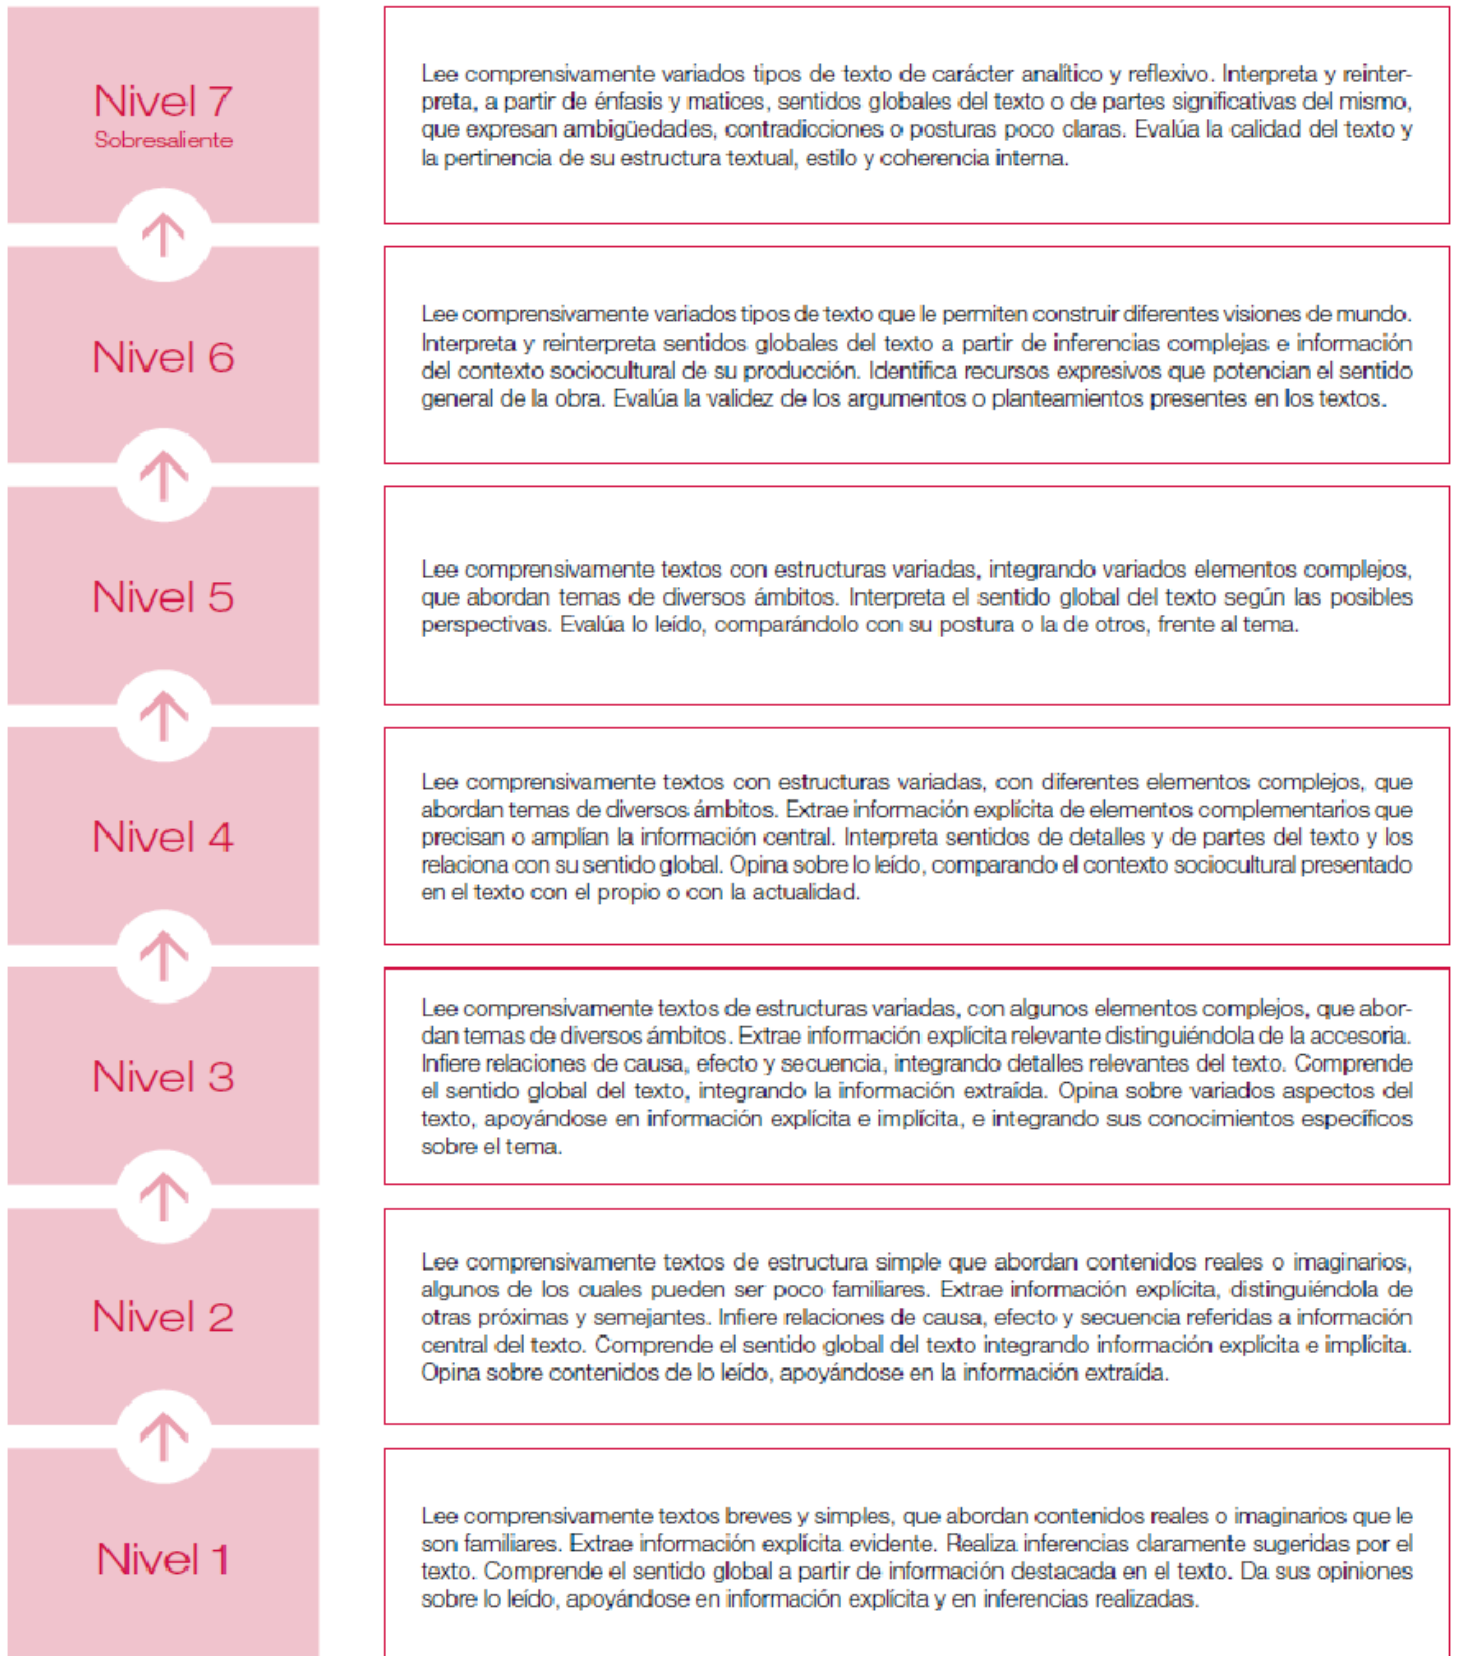 Nivel 7
Sobresaliente
Lee comprensivamente variados tipos de texto de carácter analítico y reflexivo. Interpreta y reinter-
preta, a partir de énfasis y matices, sentidos globales del texto o de partes significativas del mismo,
que expresan ambigüedades, contradicciones o posturas poco claras. Evalúa la calidad del texto y
la pertinencia de su estructura textual, estilo y coherencia interna.
Nivel 6
Lee comprensivamente variados tipos de texto que le permiten construir diferentes visiones de mundo.
Interpreta y reinterpreta sentidos globales del texto a partir de inferencias complejas e información
del contexto sociocultural de su producción. Identifica recursos expresivos que potencian el sentido
general de la obra. Evalúa la validez de los argumentos o planteamientos presentes en los textos.
Nivel 5
Lee comprensivamente textos con estructuras variadas, integrando variados elementos complejos,
que abordan temas de diversos ámbitos. Interpreta el sentido global del texto según las posibles
perspectivas. Evalúa lo leído, comparándolo con su postura o la de otros, frente al tema.
Nivel 4
Lee comprensivamente textos con estructuras variadas, con diferentes elementos complejos, que
abordan temas de diversos ámbitos. Extrae información explícita de elementos complementarios que
precisan o amplían la información central. Interpreta sentidos de detalles y de partes del texto y los
relaciona con su sentido global. Opina sobre lo leído, comparando el contexto sociocultural presentado
en el texto con el propio o con la actualidad.
Nivel 3
Lee comprensivamente textos de estructuras variadas, con algunos elementos complejos, que abor-
dan temas de diversos ámbitos. Extrae información explícita relevante distinguiéndola de la accesoria.
Infiere relaciones de causa, efecto y secuencia, integrando detalles relevantes del texto. Comprende
el sentido global del texto, integrando la información extraída. Opina sobre variados aspectos del
texto, apoyándose en información explícita e implícita, e integrando sus conocimientos específicos
sobre el tema.
Nivel 2
Lee comprensivamente textos de estructura simple que abordan contenidos reales o imaginarios,
algunos de los cuales pueden ser poco familiares. Extrae información explícita, distinguiéndola de
otras próximas y semejantes. Infiere relaciones de causa, efecto y secuencia referidas a información
central del texto. Comprende el sentido global del texto integrando información explícita e implícita.
Opina sobre contenidos de lo leído, apoyándose en la información extraída.
Nivel 1
Lee comprensivamente textos breves y simples, que abordan contenidos reales o imaginarios que le
son familiares. Extrae información explícita evidente. Realiza inferencias claramente sugeridas por el
texto. Comprende el sentido global a partir de información destacada en el texto. Da sus opiniones
sobre lo leído, apoyándose en información explícita y en inferencias realizadas.